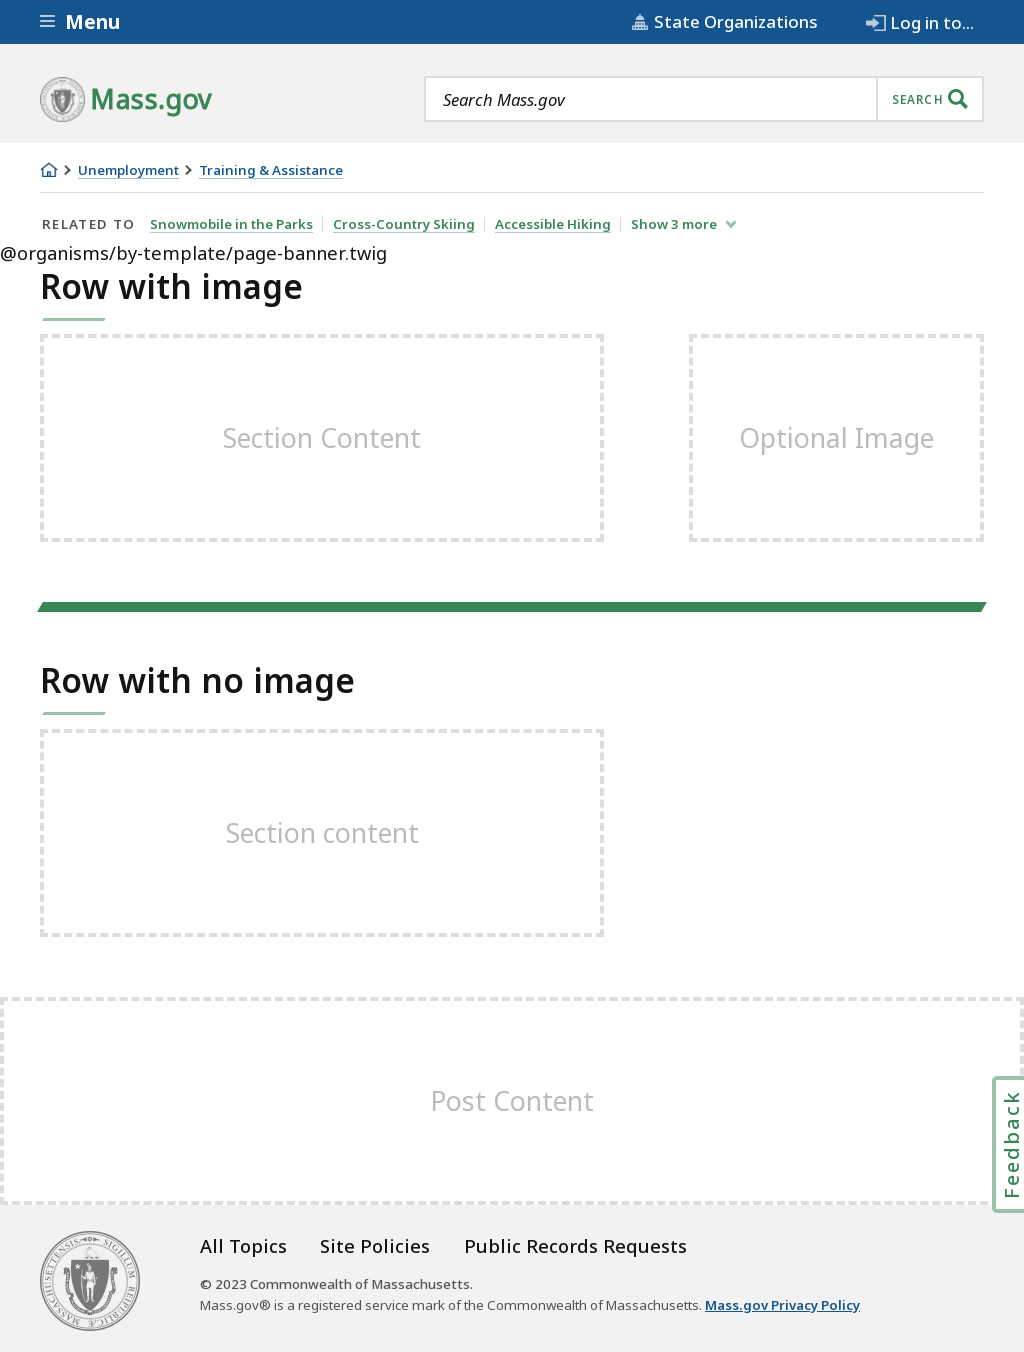 Menu
State Organizations
Log in to...
Mass.gov
Search Mass.gov
SEARCH
Unemployment
Training & Assistance
RELATED TO Snowmobile in the Parks Cross-Country Skiing Accessible Hiking Show 3 more
@organisms/by-template/page-banner.twig
Row with image
Section Content
Optional Image
Row with no image
Section content
Post Content
Feedback
All Topics Site Policies Public Records Requests
© 2023 Commonwealth of Massachusetts.
Mass.gov® is a registered service mark of the Commonwealth of Massachusetts. Mass.gov Privacy Policy